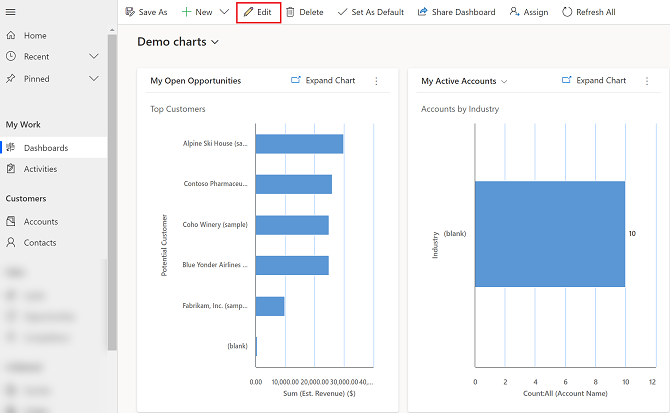 Save As New Edit Delete Set As Default Share Dashboard Assign Refresh All
Home
Recent
Pinned
My Work
Dashboards
Activities
Customers
Accounts
Contacts
Demo charts
My Open Opportunities Expand Chart
Top Customers
Potential Customer
Alpine Ski House (sa...
Contoso Pharmaceu...
Coho Winery (sample)
Blue Yonder Airlines ...
Fabrikam, Inc. (samp...
(blank)
0.00 10,000.00 20,000.00 30,000.00 40,...
Sum (Est. Revenue) ($)
My Active Accounts Expand Chart
Accounts by Industry
Industry
(blank)
10
0 2 4 6 8 10 12
Count:All (Account Name)